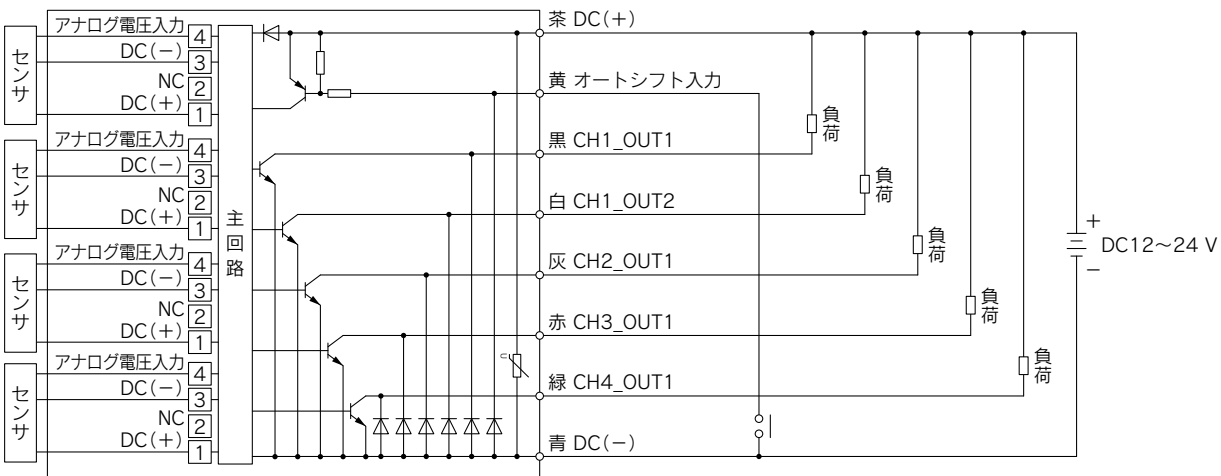 センサ
アナログ電圧入力 4
DC(−) 3
NC 2
DC(+) 1
センサ
アナログ電圧入力 4
DC(−) 3
NC 2
DC(+) 1
センサ
アナログ電圧入力 4
DC(−) 3
NC 2
DC(+) 1
センサ
アナログ電圧入力 4
DC(−) 3
NC 2
DC(+) 1
主回路
茶 DC(+)
黄 オートシフト入力
黒 CH1_OUT1
白 CH1_OUT2
灰 CH2_OUT1
赤 CH3_OUT1
緑 CH4_OUT1
青 DC(−)
負荷
負荷
負荷
負荷
負荷
+
DC12～24 V
−